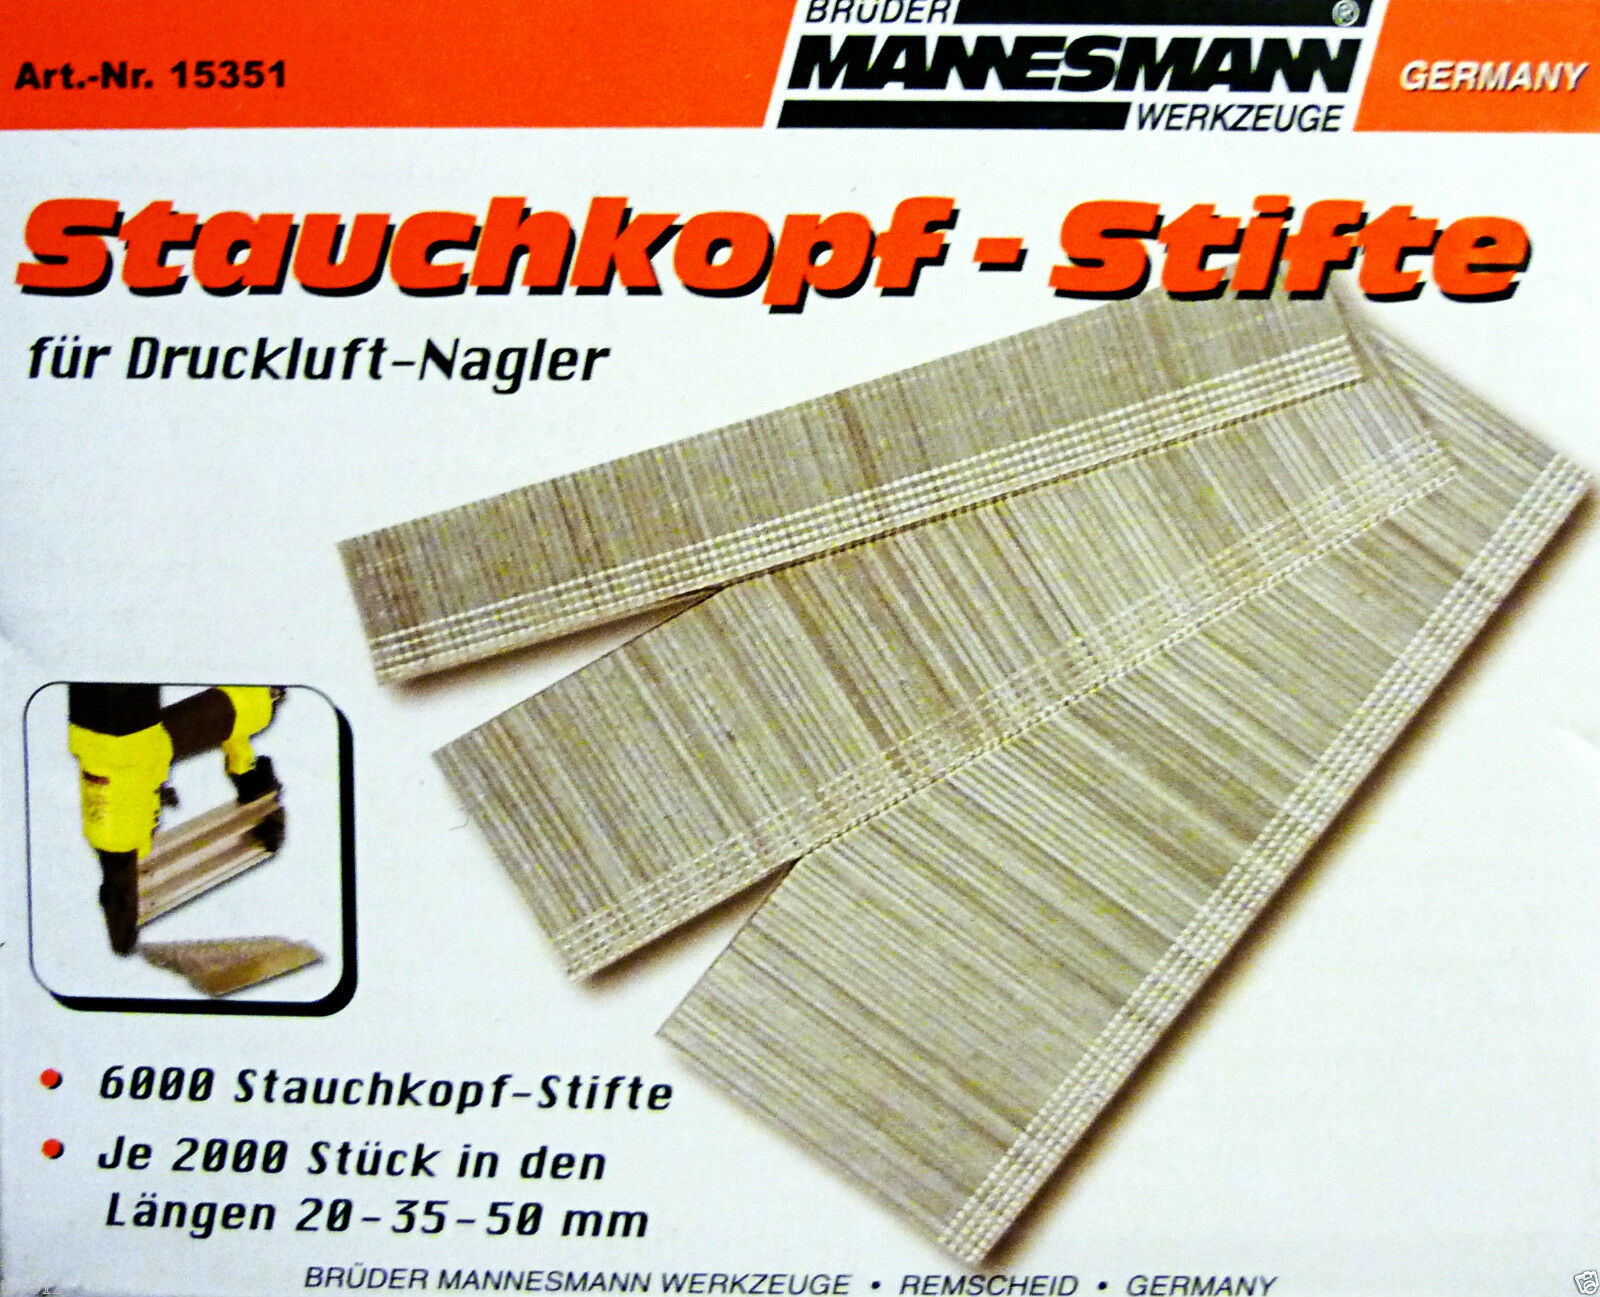 Art.-Nr. 15351
BRÜDER
MANNESMANN
WERKZEUGE
®
GERMANY
Stauchkopf - Stifte
für Druckluft-Nagler
• 6000 Stauchkopf-Stifte
• Je 2000 Stück in den
Längen 20-35-50 mm
BRÜDER MANNESMANN WERKZEUGE • REMSCHEID • GERMANY